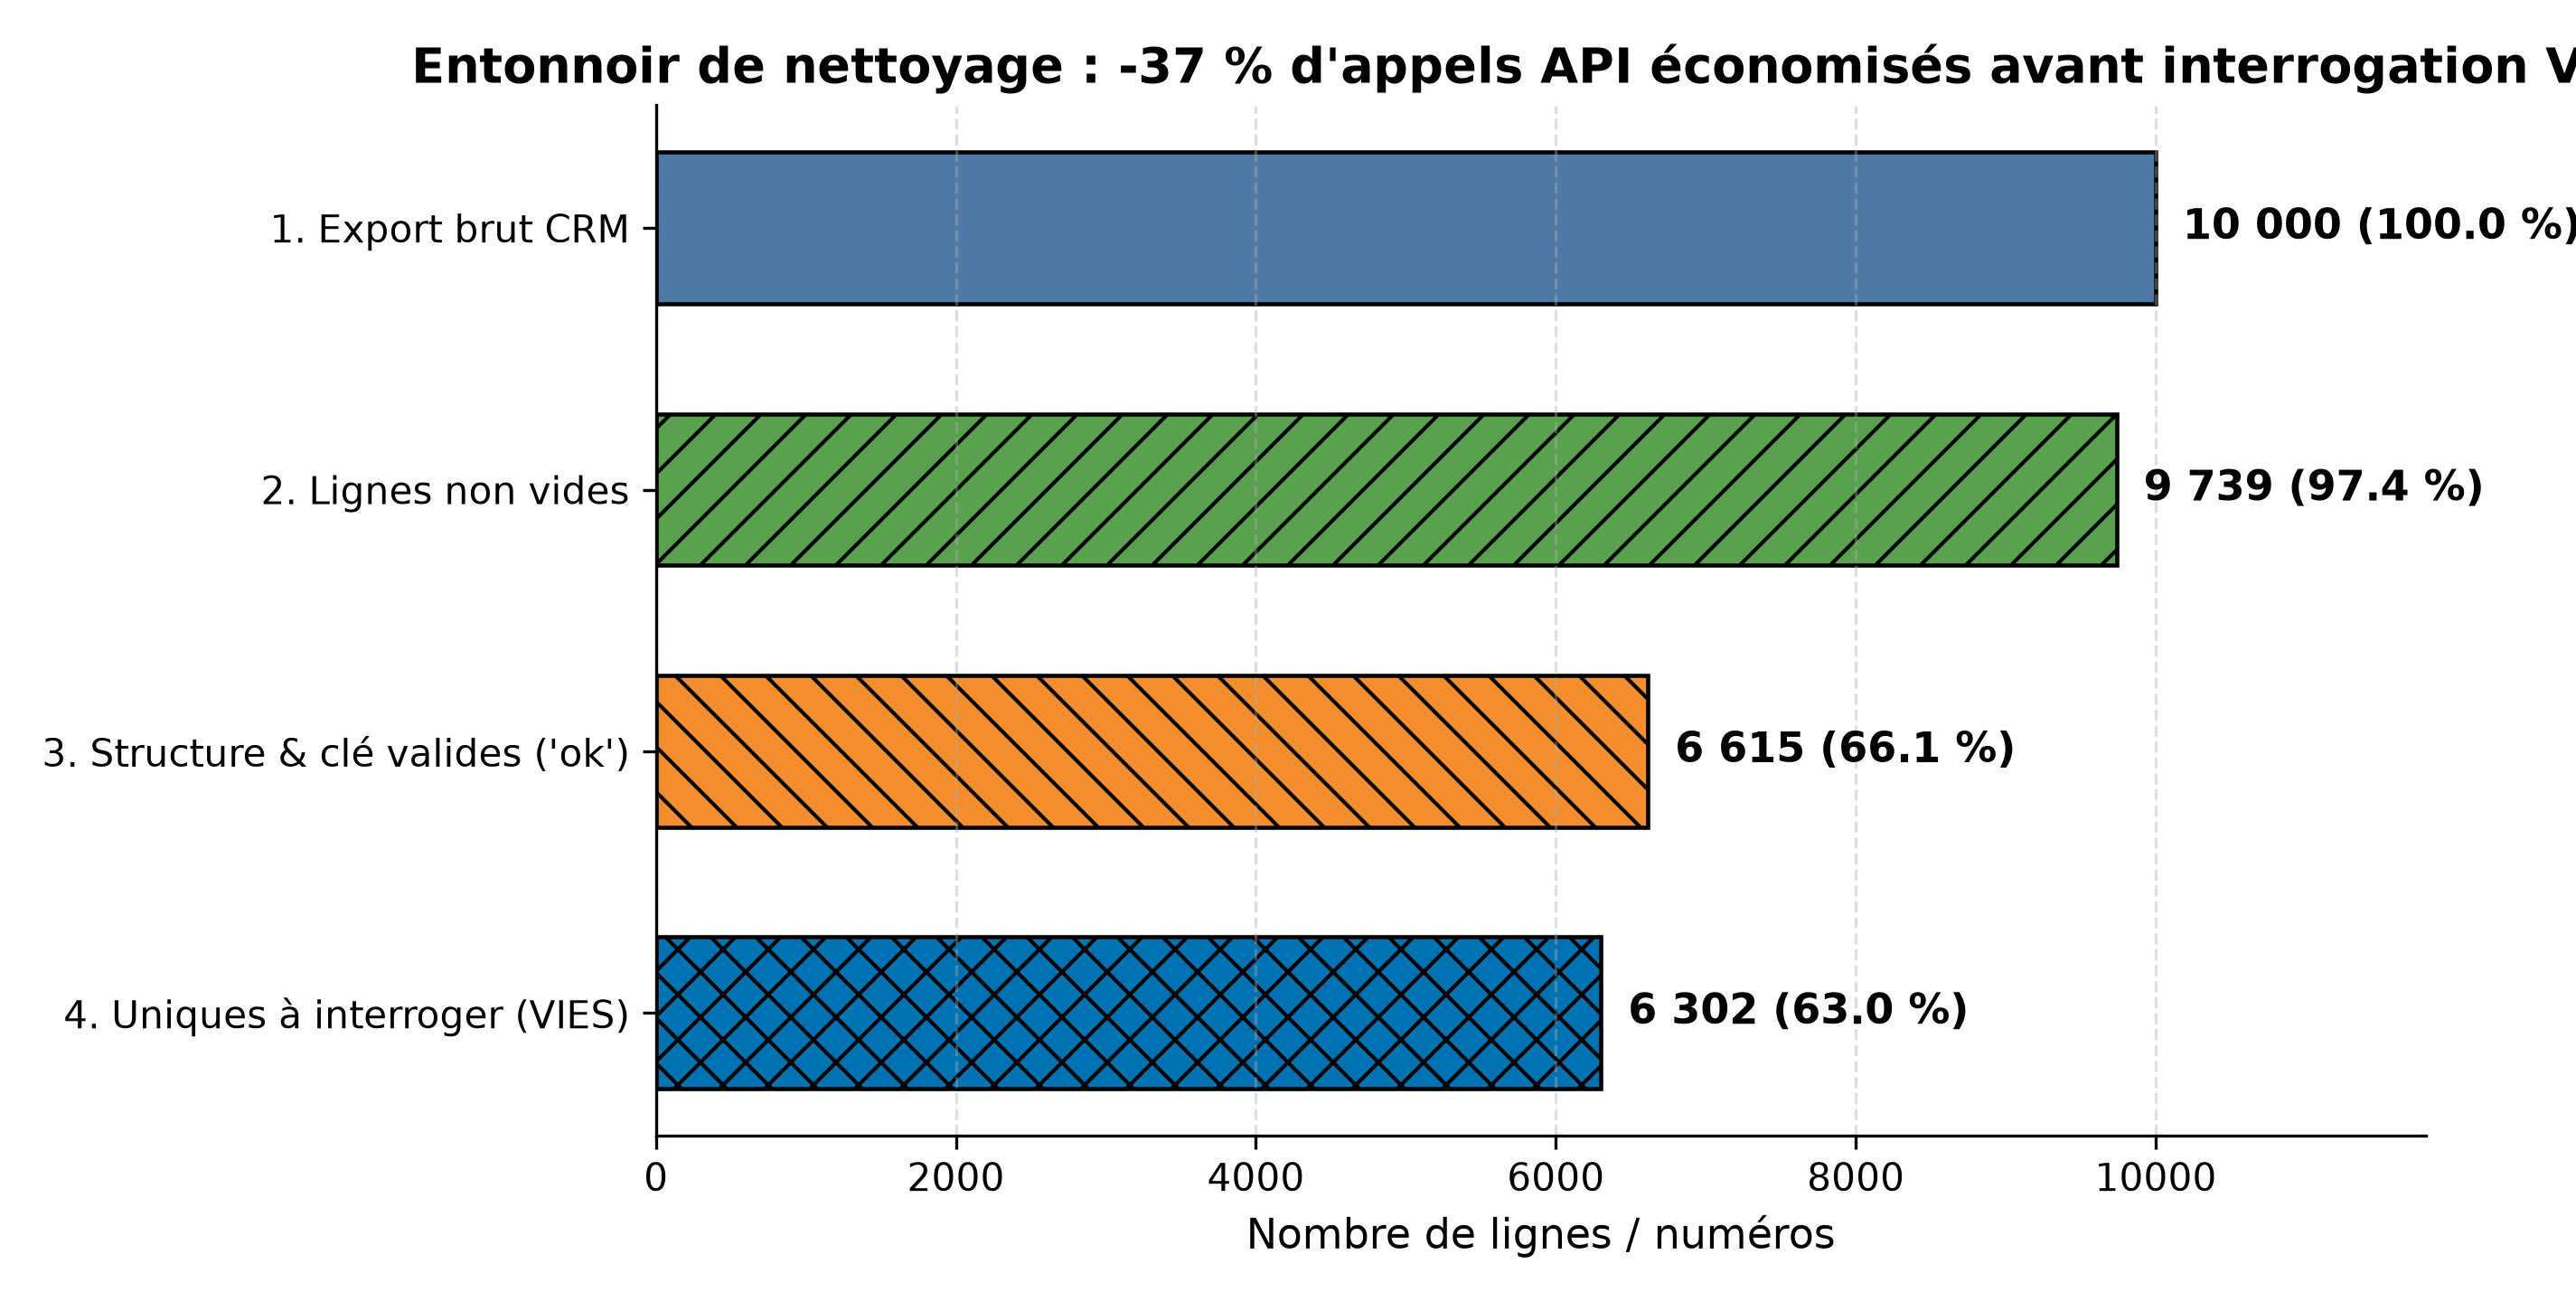 Entonnoir de nettoyage : -37 % d'appels API économisés avant interrogation
1. Export brut CRM
10 000 (100.0 %)
2. Lignes non vides
9 739 (97.4 %)
3. Structure & clé valides ('ok')
6 615 (66.1 %)
4. Uniques à interroger (VIES)
6 302 (63.0 %)
0 2000 4000 6000 8000 10000
Nombre de lignes / numéros